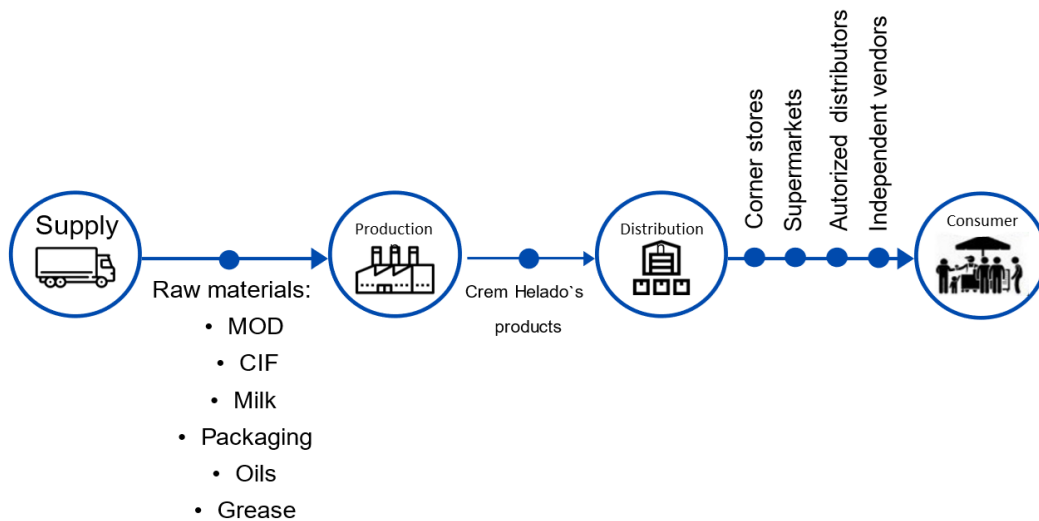 Supply
Raw materials:
• MOD
• CIF
• Milk
• Packaging
• Oils
• Grease
Production
Crem Helado`s
products
Distribution
Corner stores
Supermarkets
Autorized distributors
Independent vendors
Consumer